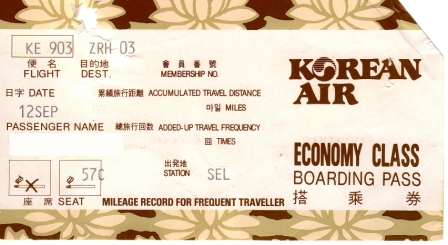 KE 903 ZRH 03
便名 目的地 會員番號
FLIGHT DEST. MEMBERSHIP NO.
KOREAN AIR
日字 DATE 累績旅行距離 ACCUMULATED TRAVEL DISTANCE
12SEP 마일 MILES
PASSENGER NAME 總旅行回数 ADDED-UP TRAVEL FREQUENCY
回 TIMES
ECONOMY CLASS
57C 出発地 STATION SEL
BOARDING PASS
座席 SEAT MILEAGE RECORD FOR FREQUENT TRAVELLER
搭乗券